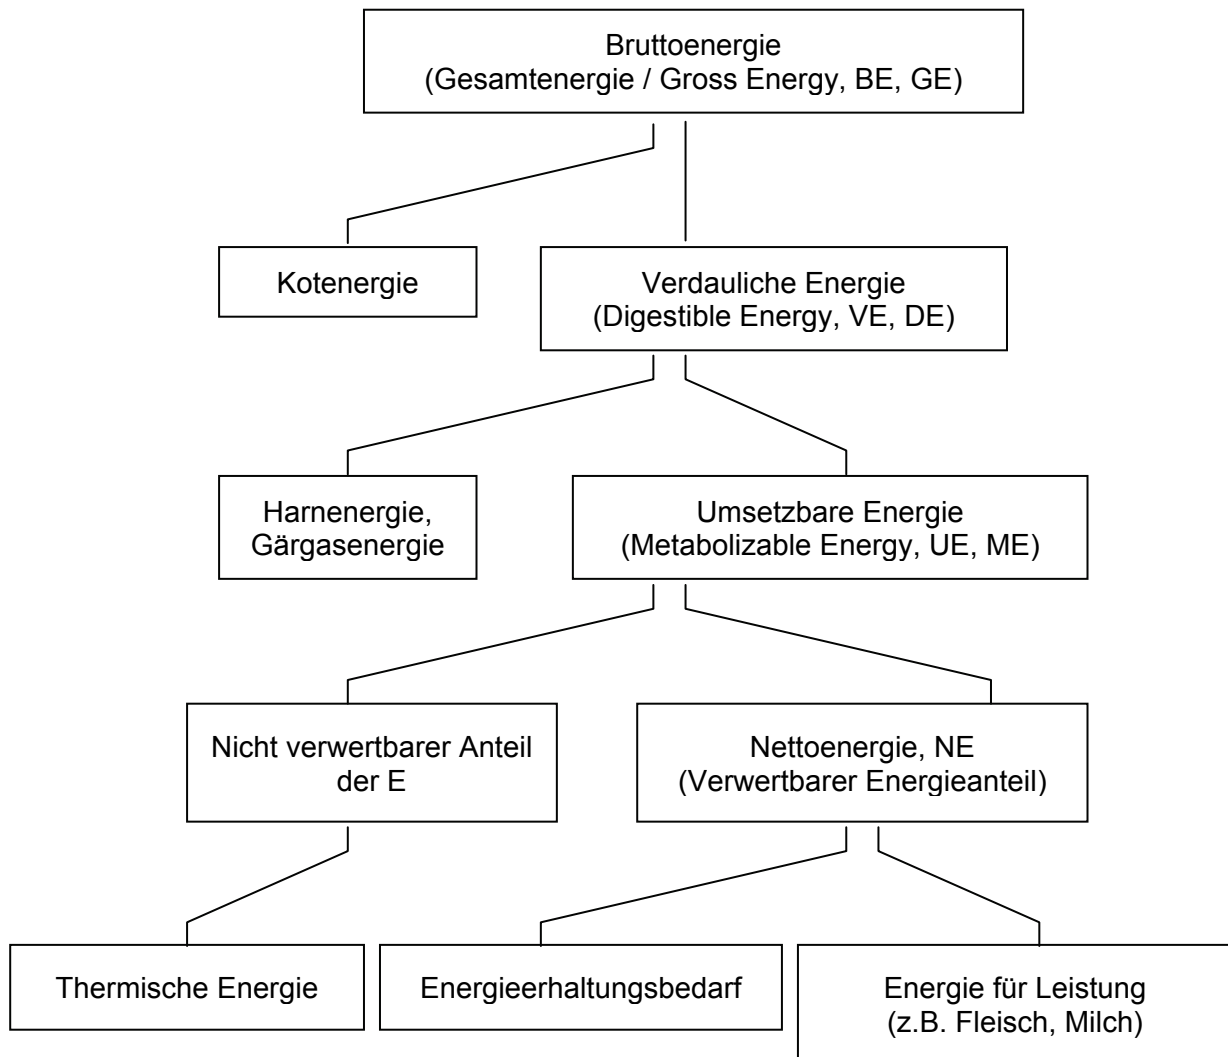 Bruttoenergie
(Gesamtenergie / Gross Energy, BE, GE)
Kotenergie
Verdauliche Energie
(Digestible Energy, VE, DE)
Harnenergie,
Gärgasenergie
Umsetzbare Energie
(Metabolizable Energy, UE, ME)
Nicht verwertbarer Anteil
der E
Nettoenergie, NE
(Verwertbarer Energieanteil)
Thermische Energie
Energieerhaltungsbedarf
Energie für Leistung
(z.B. Fleisch, Milch)